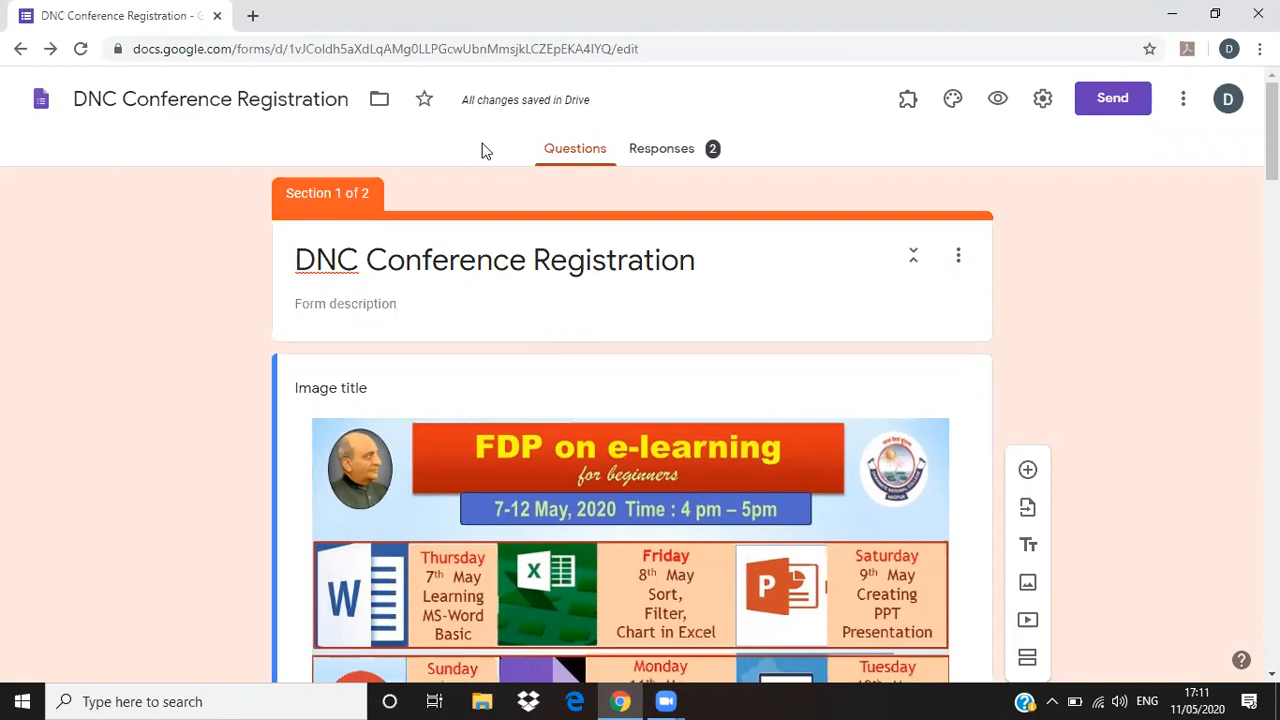 DNC Conference Registration - G
docs.google.com/forms/d/1vJColdh5aXdLqAMg0LLPGcwUbnMmsjkLCZEpEKA4IYQ/edit
D
DNC Conference Registration
All changes saved in Drive
Send
D
Questions
Responses
2
Section 1 of 2
DNC Conference Registration
Form description
Image title
FDP on e-learning
for beginners
7-12 May, 2020 Time : 4 pm – 5pm
Thursday
7th May
Learning
MS-Word
Basic
Friday
8th May
Sort,
Filter,
Chart in Excel
Saturday
9th May
Creating
PPT
Presentation
Sunday
Monday
Tuesday
Type here to search
ENG
17:11
11/05/2020